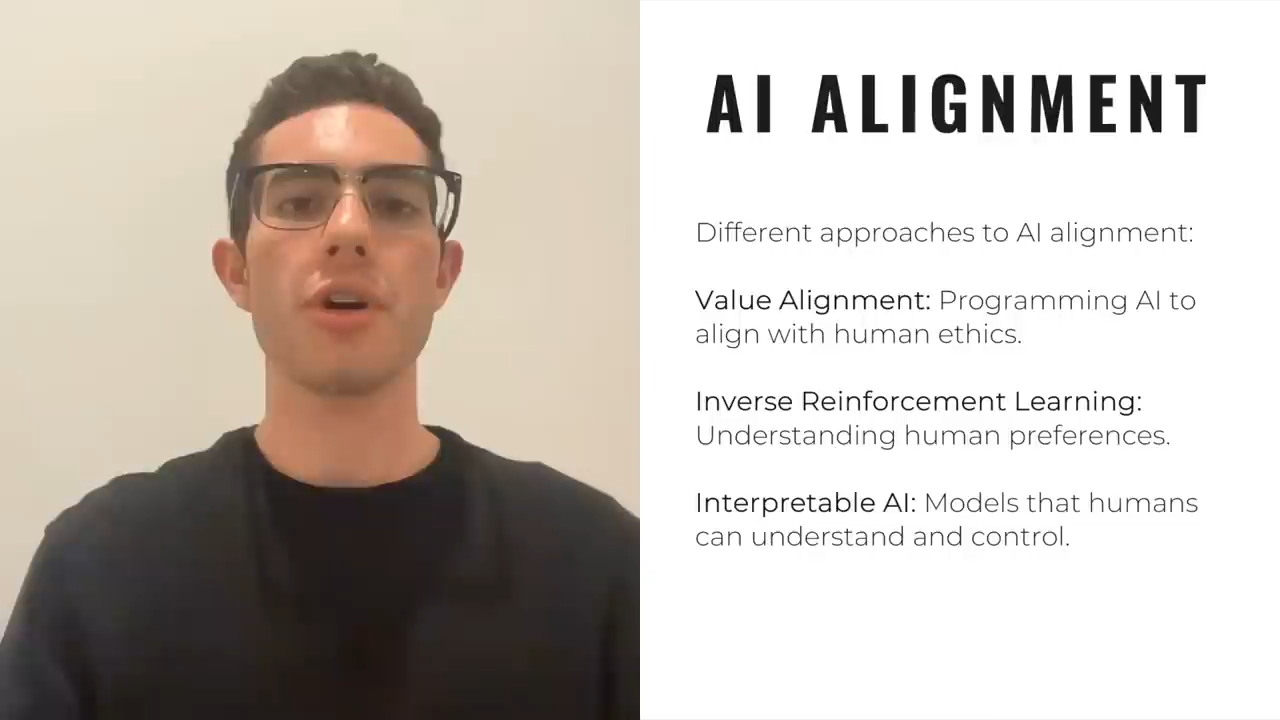 AI ALIGNMENT
Different approaches to AI alignment:
Value Alignment: Programming AI to
align with human ethics.
Inverse Reinforcement Learning:
Understanding human preferences.
Interpretable AI: Models that humans
can understand and control.